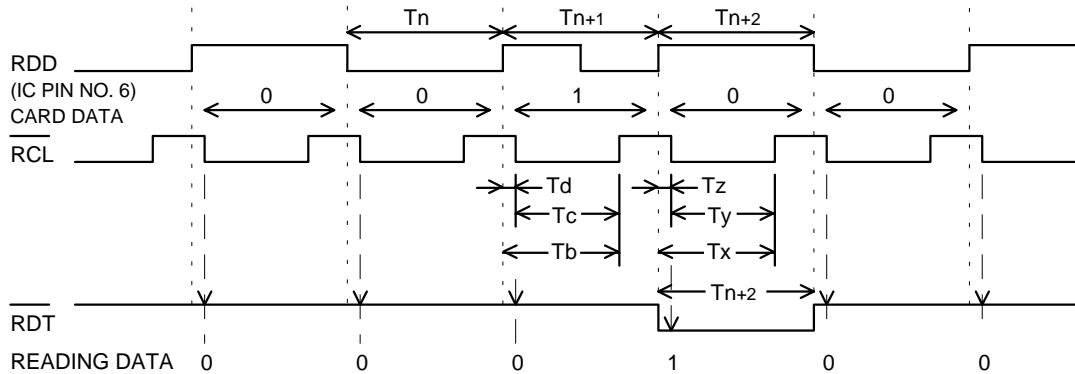 Tn Tn+1 Tn+2
RDD
(IC PIN NO. 6)
CARD DATA
0 0 1 0 0
RCL
Td Tz
Tc Ty
Tb Tx
Tn+2
RDT
READING DATA 0 0 0 1 0 0